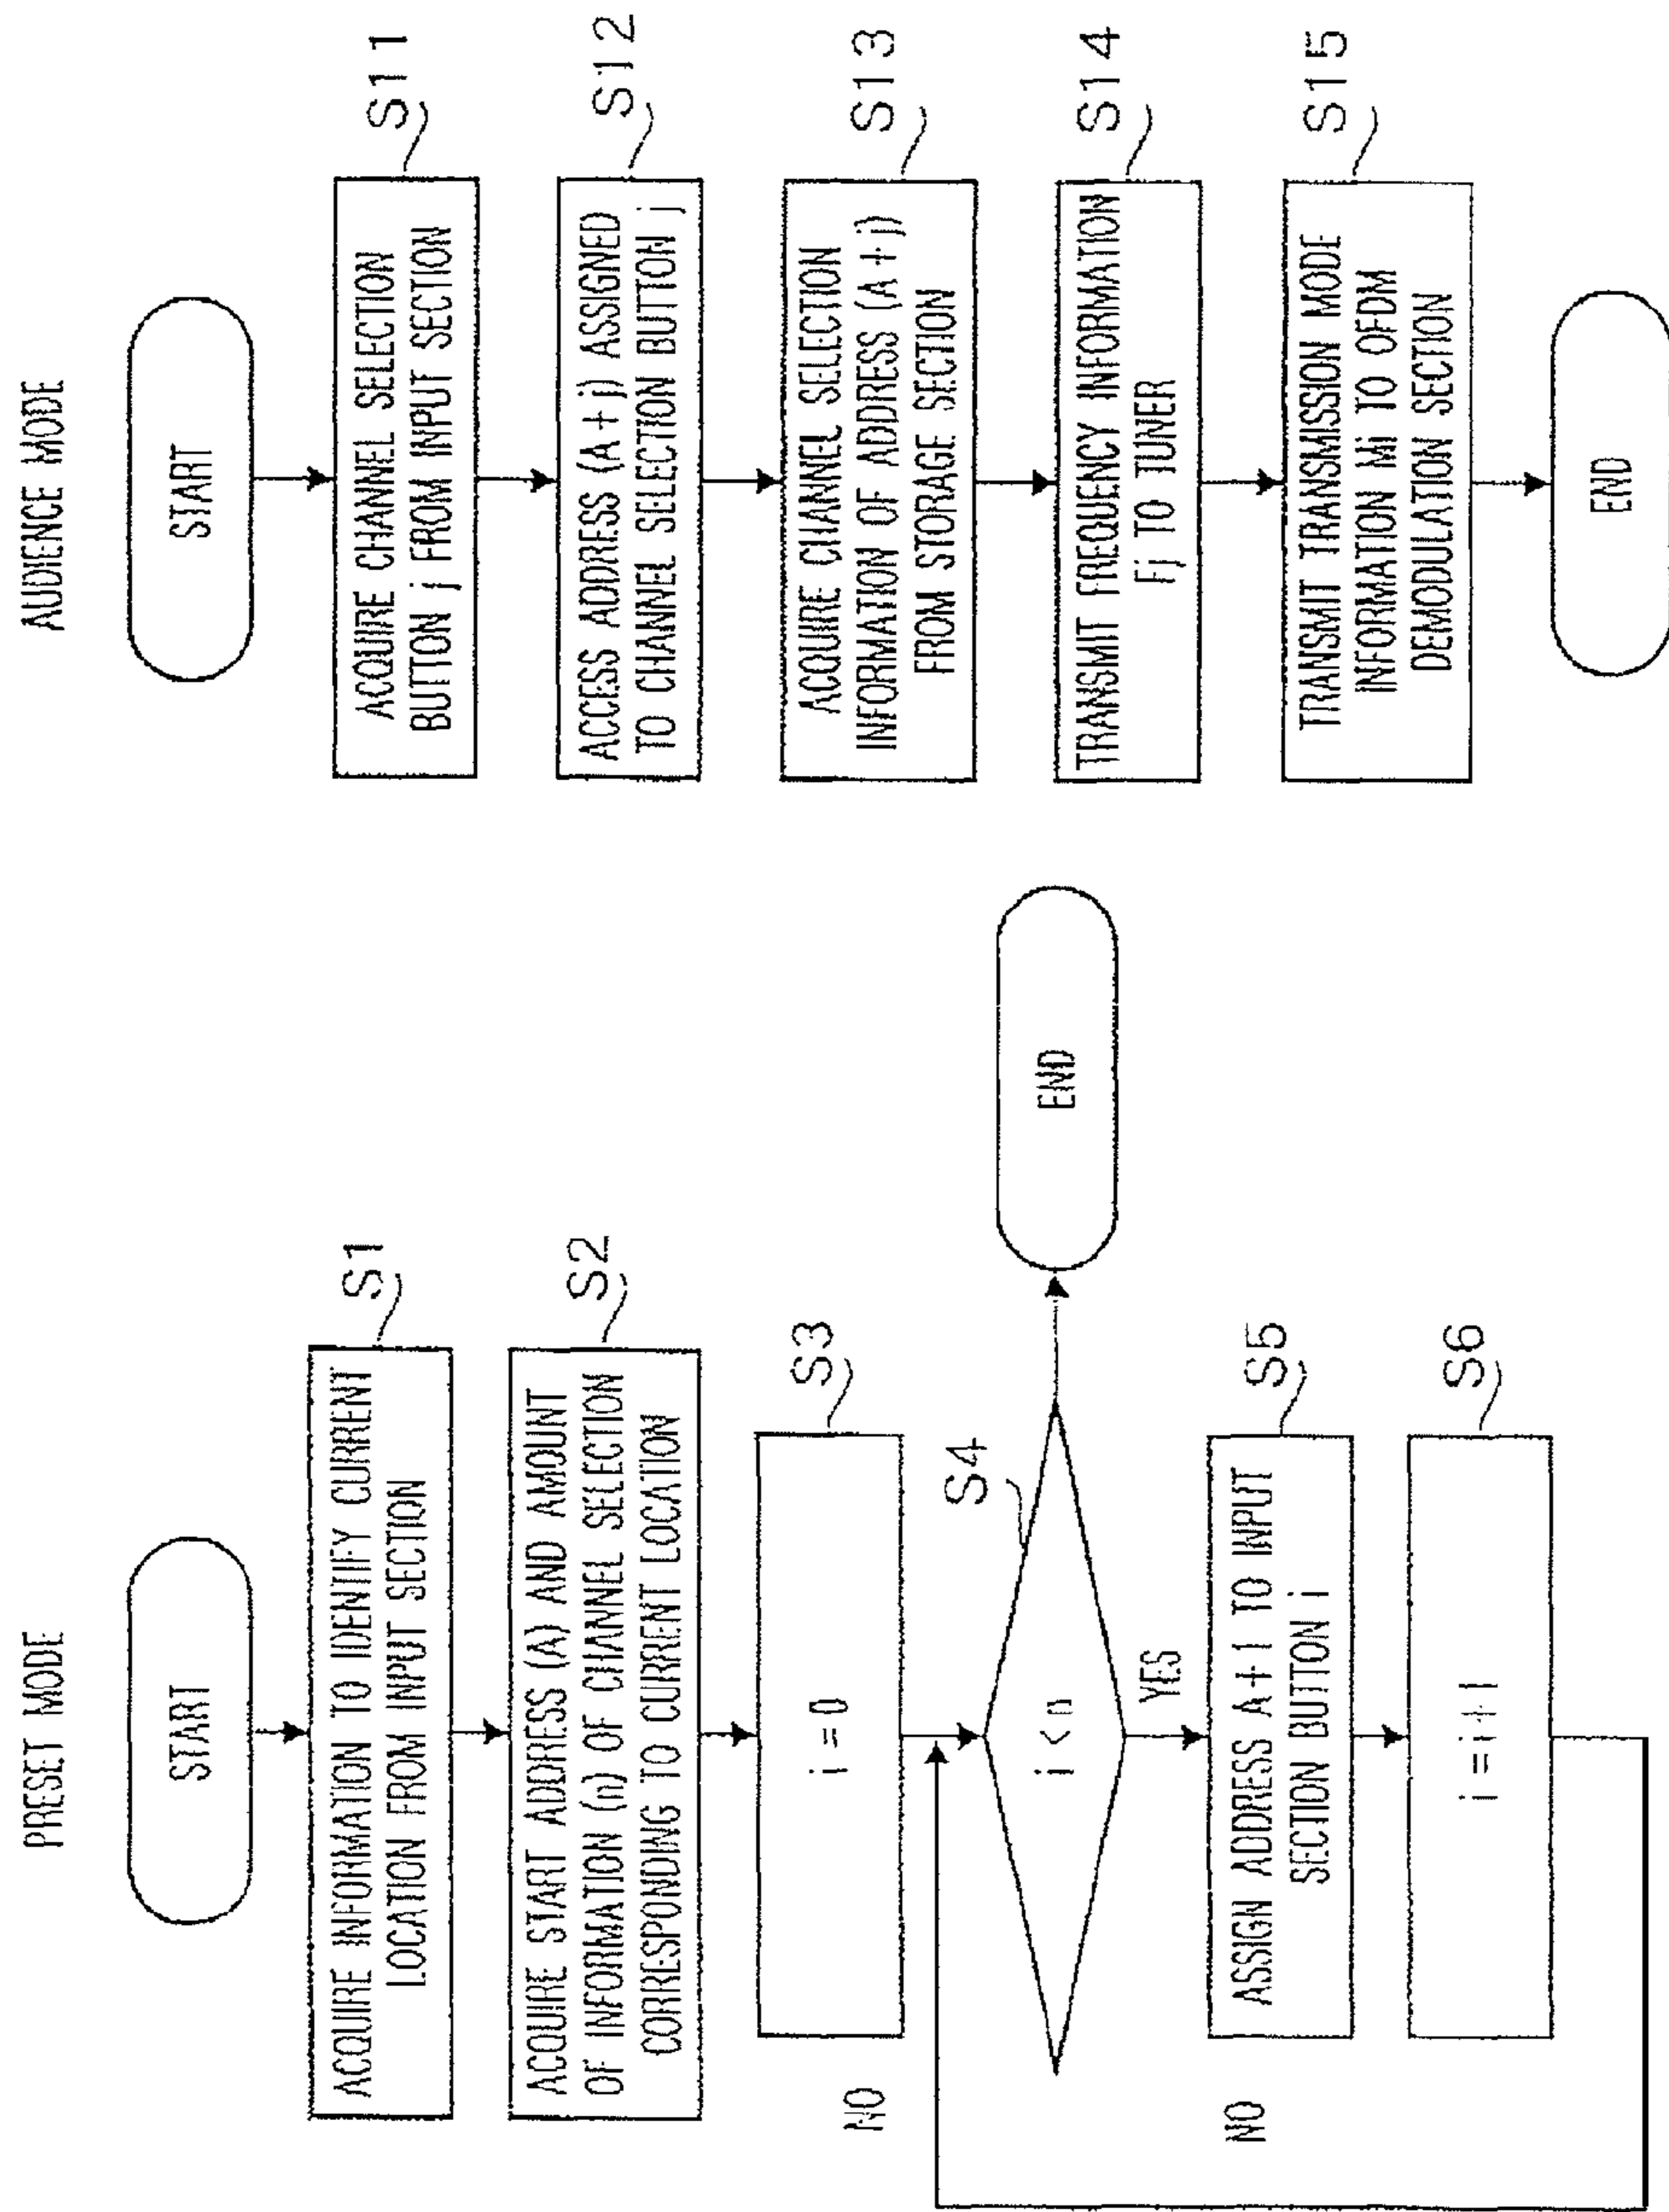 PRESET MODE
START
ACQUIRE INFORMATION TO IDENTIFY CURRENT
LOCATION FROM INPUT SECTION
S1
ACQUIRE START ADDRESS (A) AND AMOUNT
OF INFORMATION (n) OF CHANNEL SELECTION
CORRESPONDING TO CURRENT LOCATION
S2
i = 0
S3
NO
i < n
S4
END
YES
ASSIGN ADDRESS A + 1 TO INPUT
SECTION BUTTON i
S5
NO
i = i + 1
S6
AUDIENCE MODE
START
ACQUIRE CHANNEL SELECTION
BUTTON j FROM INPUT SECTION
S11
ACCESS ADDRESS (A + j) ASSIGNED
TO CHANNEL SELECTION BUTTON j
S12
ACQUIRE CHANNEL SELECTION
INFORMATION OF ADDRESS (A + j)
FROM STORAGE SECTION
S13
TRANSMIT FREQUENCY INFORMATION
Fj TO TUNER
S14
TRANSMIT TRANSMISSION MODE
INFORMATION Mi TO OFDM
DEMODULATION SECTION
S15
END